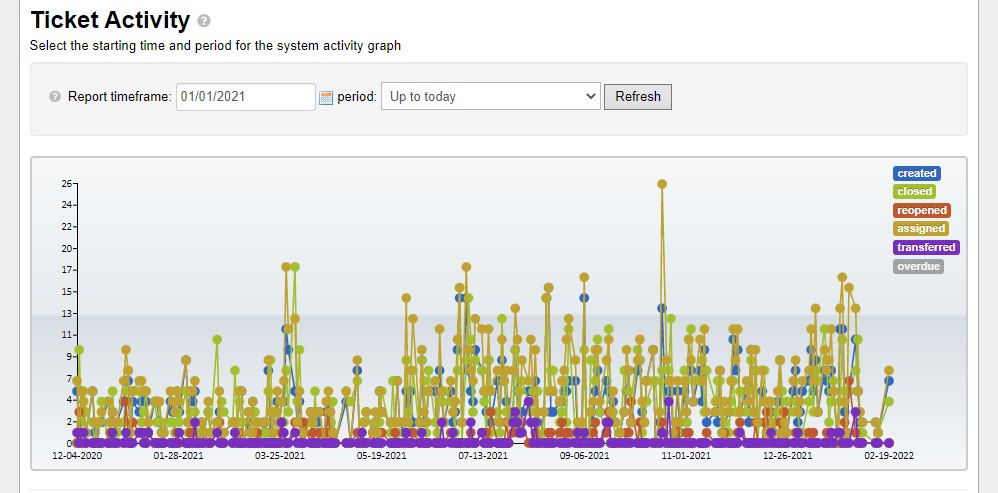 Ticket Activity ?
Select the starting time and period for the system activity graph
? Report timeframe: 01/01/2021 period: Up to today Refresh
created
closed
reopened
assigned
transferred
overdue
26
24
22
20
17
15
13
11
9
7
4
2
0
12-04-2020 01-28-2021 03-25-2021 05-19-2021 07-13-2021 09-06-2021 11-01-2021 12-26-2021 02-19-2022